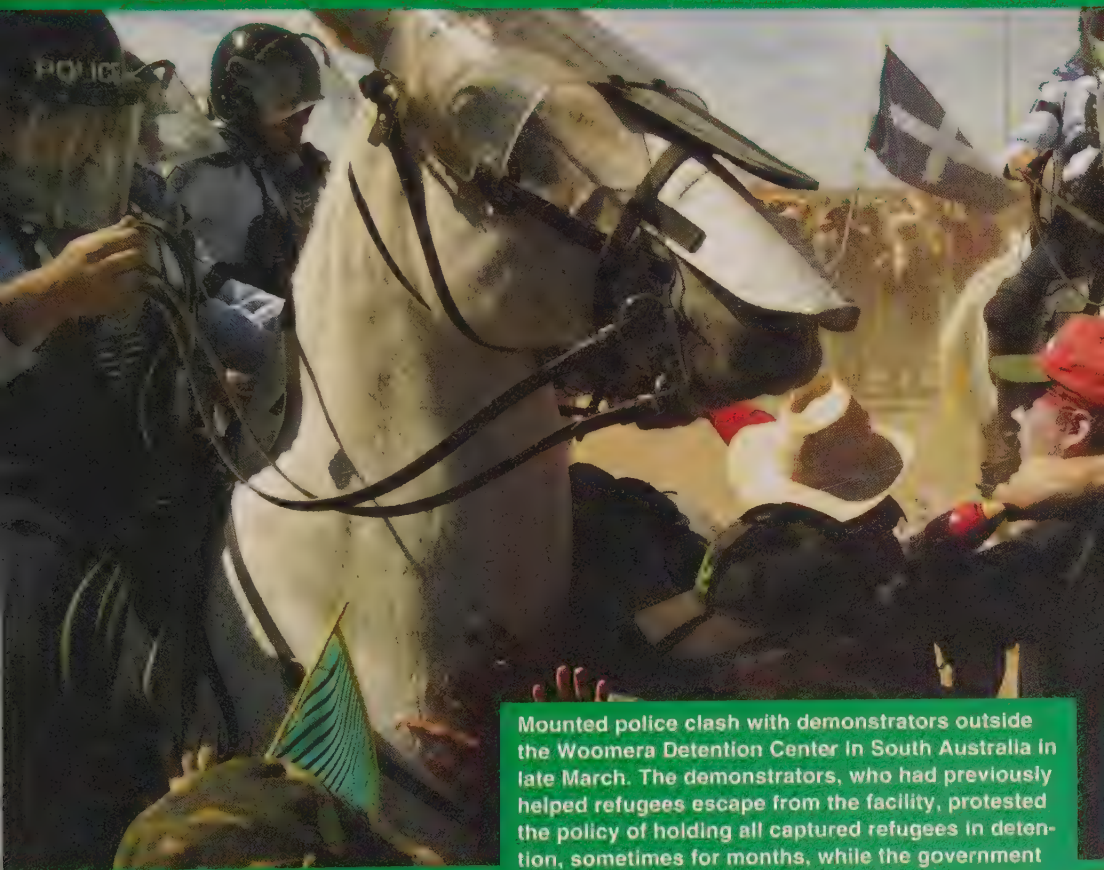 POLICE
Mounted police clash with demonstrators outside
the Woomera Detention Center in South Australia in
late March. The demonstrators, who had previously
helped refugees escape from the facility, protested
the policy of holding all captured refugees in deten-
tion, sometimes for months, while the government